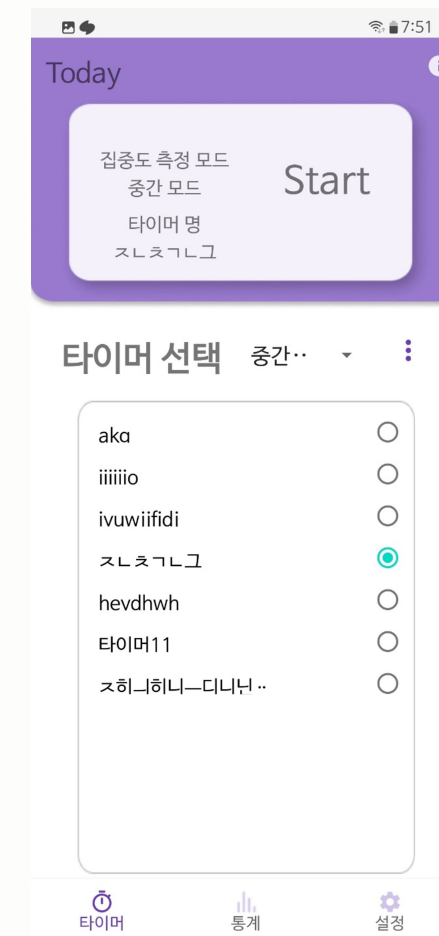 7:51
Today
집중도 측정 모드
중간 모드
타이머 명
ㅈㄴㅊㄱㄴ그
Start
타이머 선택
중간··
aka
iiiiiio
ivuwiifidi
ㅈㄴㅊㄱㄴ그
hevdhwh
타이머11
ㅈ히ㅢ히니ㅡ디니닌··
타이머
통계
설정